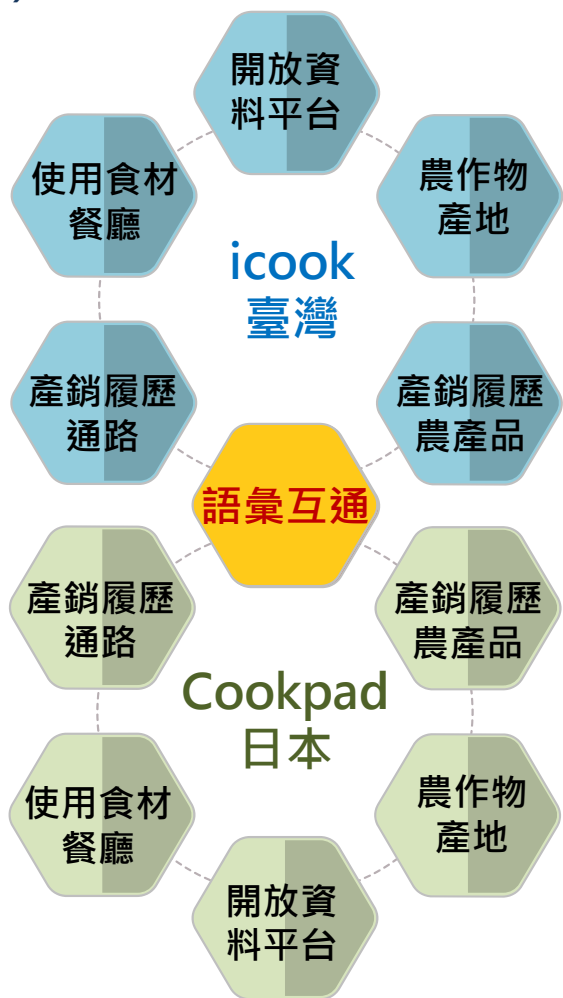 開放資
料平台
使用食材
餐廳
農作物
產地
icook
臺灣
產銷履歷
通路
產銷履歷
農產品
語彙互通
產銷履歷
通路
產銷履歷
農產品
Cookpad
日本
使用食材
餐廳
農作物
產地
開放資
料平台